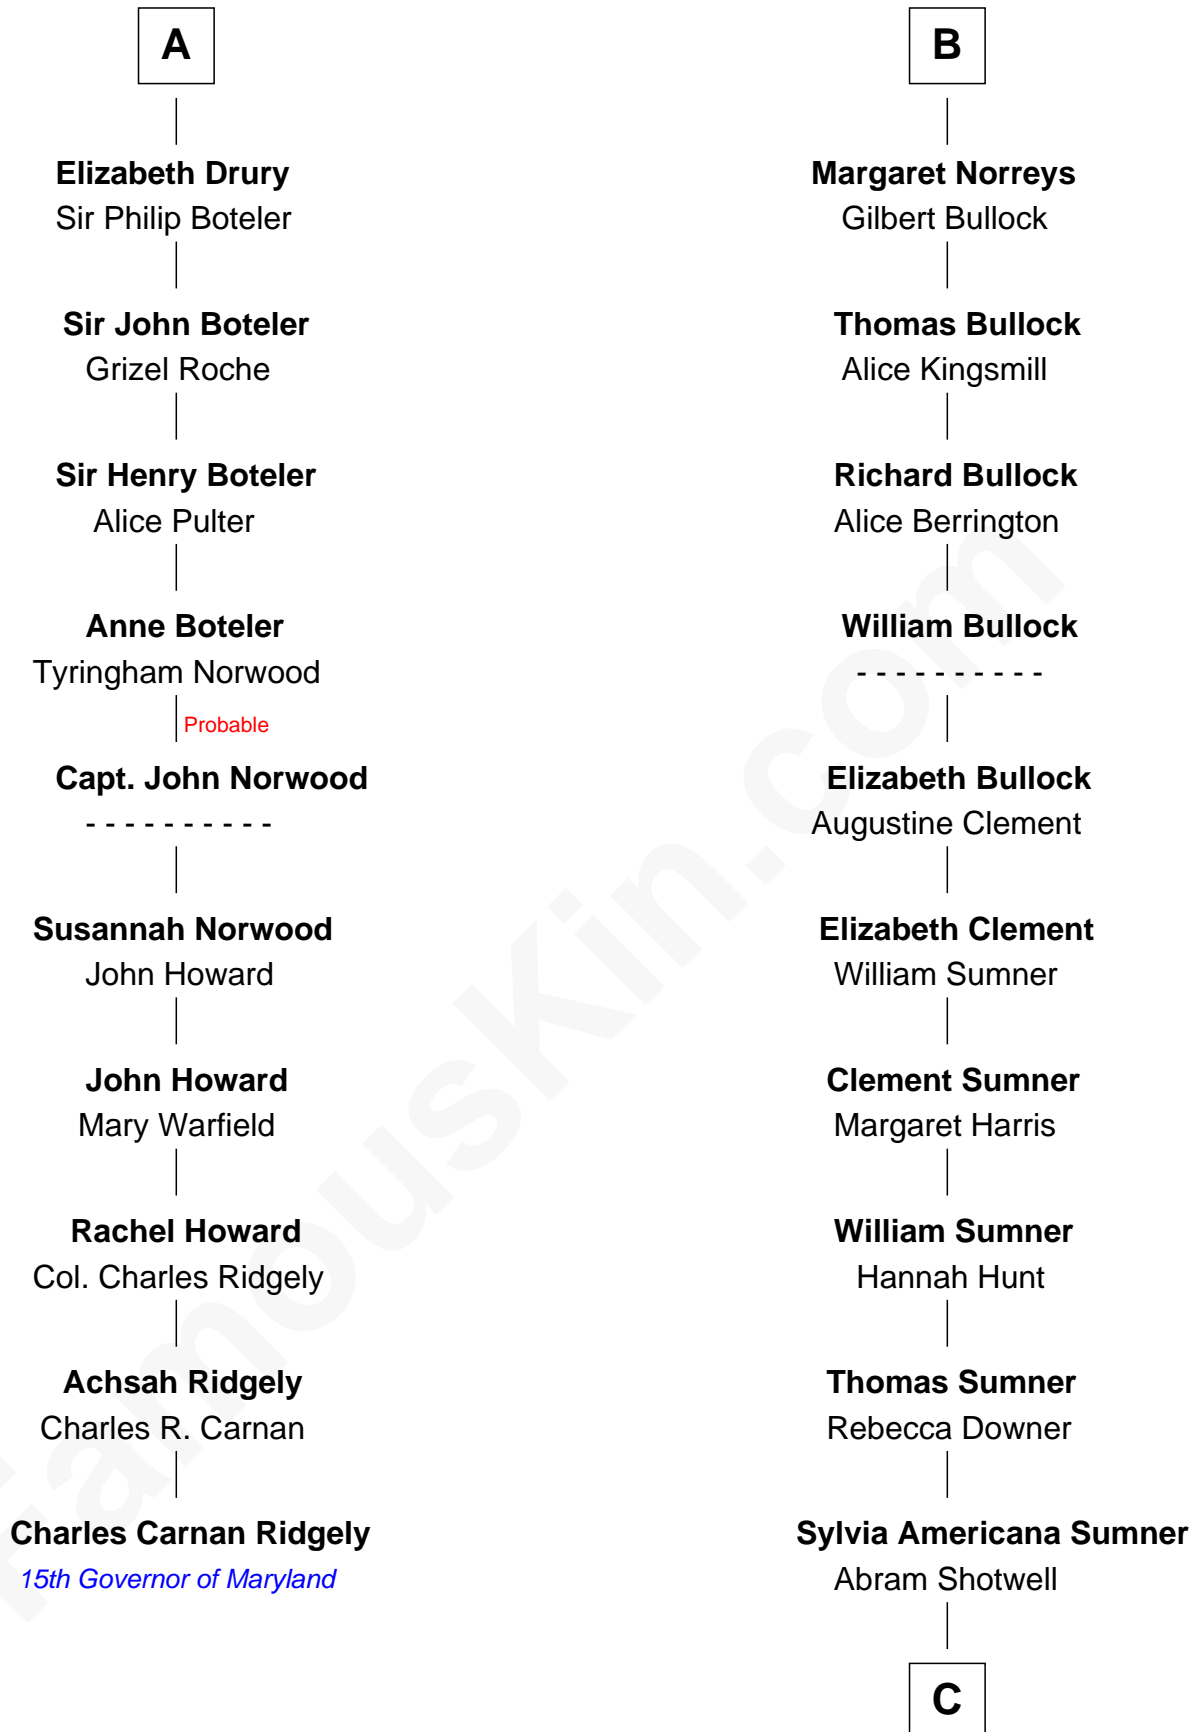 A
Elizabeth Drury
Sir Philip Boteler
Sir John Boteler
Grizel Roche
Sir Henry Boteler
Alice Pulter
Anne Boteler
Tyringham Norwood
Probable
Capt. John Norwood
- - - - - - - - - -
Susannah Norwood
John Howard
John Howard
Mary Warfield
Rachel Howard
Col. Charles Ridgely
Achsah Ridgely
Charles R. Carnan
Charles Carnan Ridgely
15th Governor of Maryland
B
Margaret Norreys
Gilbert Bullock
Thomas Bullock
Alice Kingsmill
Richard Bullock
Alice Berrington
William Bullock
- - - - - - - - - -
Elizabeth Bullock
Augustine Clement
Elizabeth Clement
William Sumner
Clement Sumner
Margaret Harris
William Sumner
Hannah Hunt
Thomas Sumner
Rebecca Downer
Sylvia Americana Sumner
Abram Shotwell
C
FamousKin.com